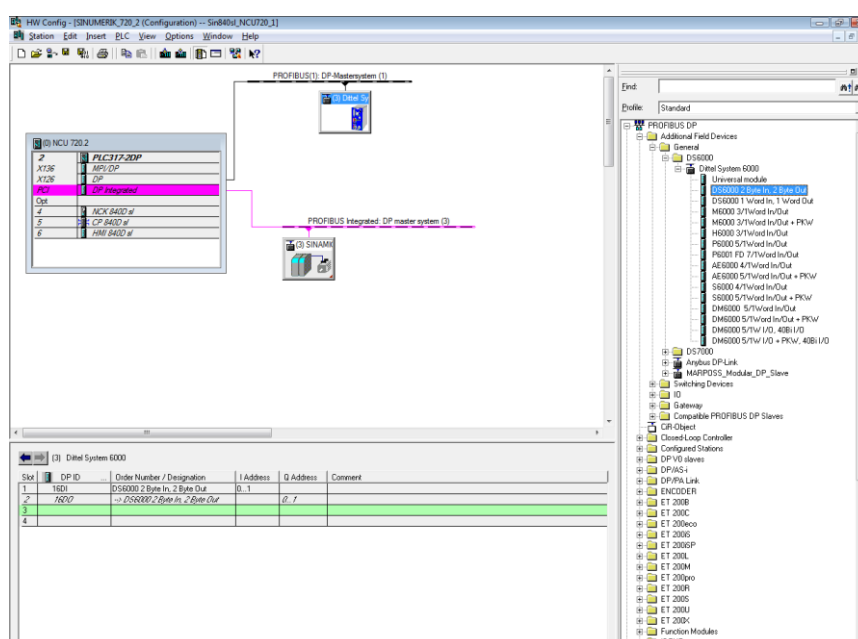 HW Config - [SINUMERIK_720_2 (Configuration) -- Sin840sl_NCU720_1]
Station Edit Insert PLC View Options Window Help
PROFIBUS(1): DP-Mastersystem (1)
(3) Dittel Sy
(0) NCU 720.2
2 PLC317-2DP
X136 MPI/DP
X126 DP
PCI DP Integrated
Opt
4 NCK 840D sl
5 CP 840D sl
6 HMI 840D sl
PROFIBUS Integrated: DP master system (3)
(3) SINAMI
(3) Dittel System 6000
Slot DP ID ... Order Number / Designation I Address Q Address Comment
1 16DI DS6000 2 Byte In, 2 Byte Out 0...1
2 16DO --> DS6000 2 Byte In, 2 Byte Out 0...1
3
4
Find:
Profile: Standard
PROFIBUS DP
Additional Field Devices
General
DS6000
Dittel System 6000
Universal module
DS6000 2 Byte In, 2 Byte Out
DS6000 1 Word In, 1 Word Out
M6000 3/1Word In/Out
M6000 3/1Word In/Out + PKW
H6000 3/1Word In/Out
P6000 5/1Word In/Out
P6001 FD 7/1Word In/Out
AE6000 4/1Word In/Out
AE6000 5/1Word In/Out + PKW
S6000 4/1Word In/Out
S6000 5/1Word In/Out + PKW
DM6000 5/1Word In/Out
DM6000 5/1Word In/Out + PKW
DM6000 5/1W I/O, 40Bi I/O
DM6000 5/1W I/O + PKW, 40Bi I/O
DS7000
Anybus DP-Link
MARPOSS_Modular_DP_Slave
Switching Devices
IO
Gateway
Compatible PROFIBUS DP Slaves
CiR-Object
Closed-Loop Controller
Configured Stations
DP V0 slaves
DP/AS-i
DP/PA Link
ENCODER
ET 200B
ET 200C
ET 200eco
ET 200iS
ET 200iSP
ET 200L
ET 200M
ET 200pro
ET 200R
ET 200S
ET 200U
ET 200X
Function Modules